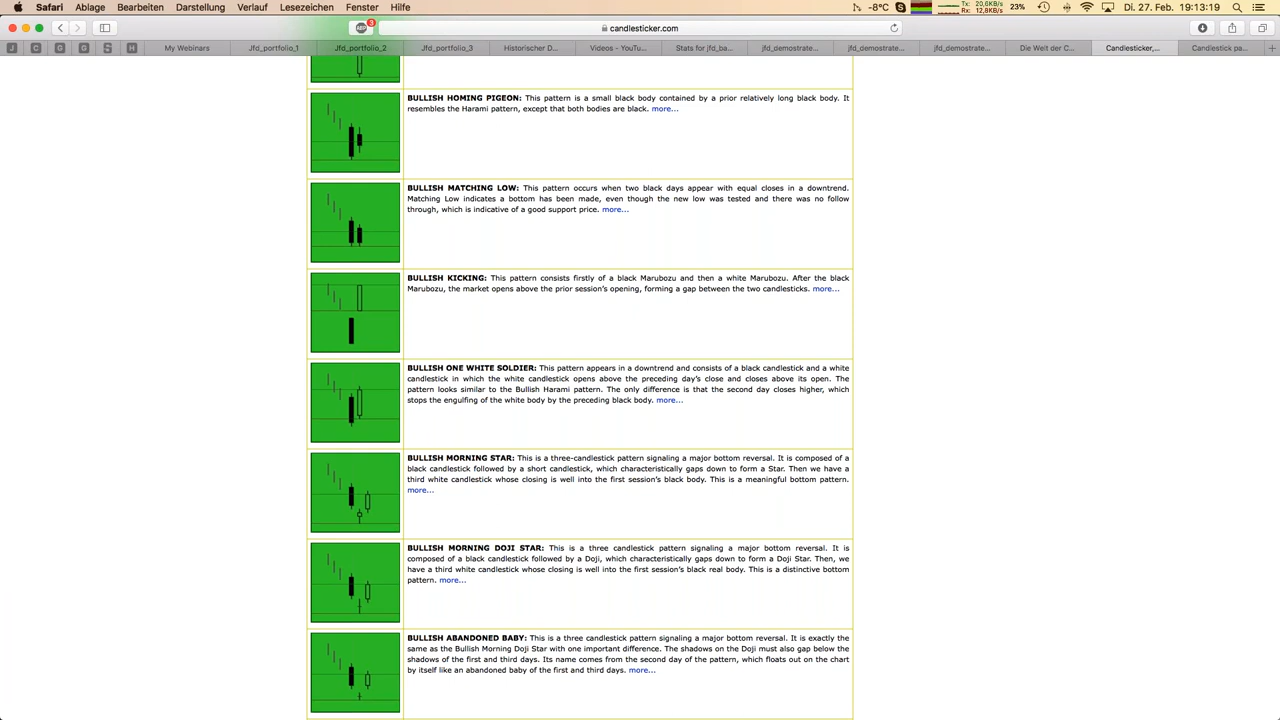 Safari Ablage Bearbeiten Darstellung Verlauf Lesezeichen Fenster Hilfe
-8°C
Tx: 20,6KB/s
Rx: 12,8KB/s
23%
Di. 27. Feb. 19:13:19
ABP 3
candlesticker.com
J C G G S H My Webinars Jfd_portfolio_1 Jfd_portfolio_2 Jfd_portfolio_3 Historischer D... Videos - YouTu... Stats for jfd_ba... jfd_demostrate... jfd_demostrate... jfd_demostrate... Die Welt der C... Candlesticker,... Candlestick pa...
BULLISH HOMING PIGEON: This pattern is a small black body contained by a prior relatively long black body. It
resembles the Harami pattern, except that both bodies are black. more...
BULLISH MATCHING LOW: This pattern occurs when two black days appear with equal closes in a downtrend.
Matching Low indicates a bottom has been made, even though the new low was tested and there was no follow
through, which is indicative of a good support price. more...
BULLISH KICKING: This pattern consists firstly of a black Marubozu and then a white Marubozu. After the black
Marubozu, the market opens above the prior session's opening, forming a gap between the two candlesticks. more...
BULLISH ONE WHITE SOLDIER: This pattern appears in a downtrend and consists of a black candlestick and a white
candlestick in which the white candlestick opens above the preceding day's close and closes above its open. The
pattern looks similar to the Bullish Harami pattern. The only difference is that the second day closes higher, which
stops the engulfing of the white body by the preceding black body. more...
BULLISH MORNING STAR: This is a three-candlestick pattern signaling a major bottom reversal. It is composed of a
black candlestick followed by a short candlestick, which characteristically gaps down to form a Star. Then we have a
third white candlestick whose closing is well into the first session's black body. This is a meaningful bottom pattern.
more...
BULLISH MORNING DOJI STAR: This is a three candlestick pattern signaling a major bottom reversal. It is
composed of a black candlestick followed by a Doji, which characteristically gaps down to form a Doji Star. Then, we
have a third white candlestick whose closing is well into the first session's black real body. This is a distinctive bottom
pattern. more...
BULLISH ABANDONED BABY: This is a three candlestick pattern signaling a major bottom reversal. It is exactly the
same as the Bullish Morning Doji Star with one important difference. The shadows on the Doji must also gap below the
shadows of the first and third days. Its name comes from the second day of the pattern, which floats out on the chart
by itself like an abandoned baby of the first and third days. more...